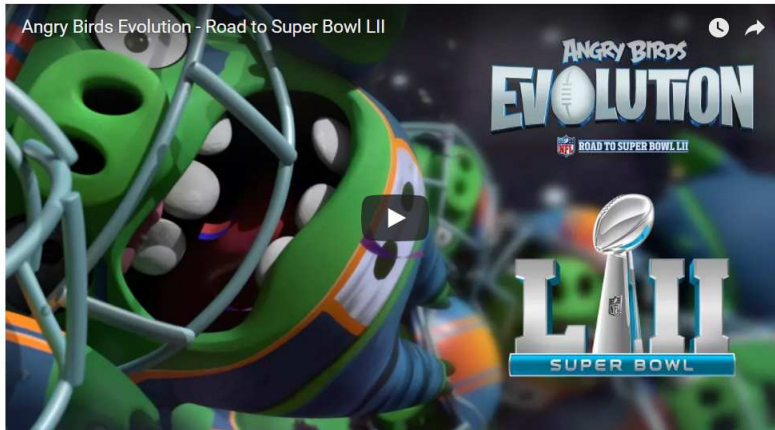 Angry Birds Evolution - Road to Super Bowl LII
ANGRY BIRDS
EVOLUTION
NFL ROAD TO SUPER BOWL LII
NFL
LII
SUPER BOWL